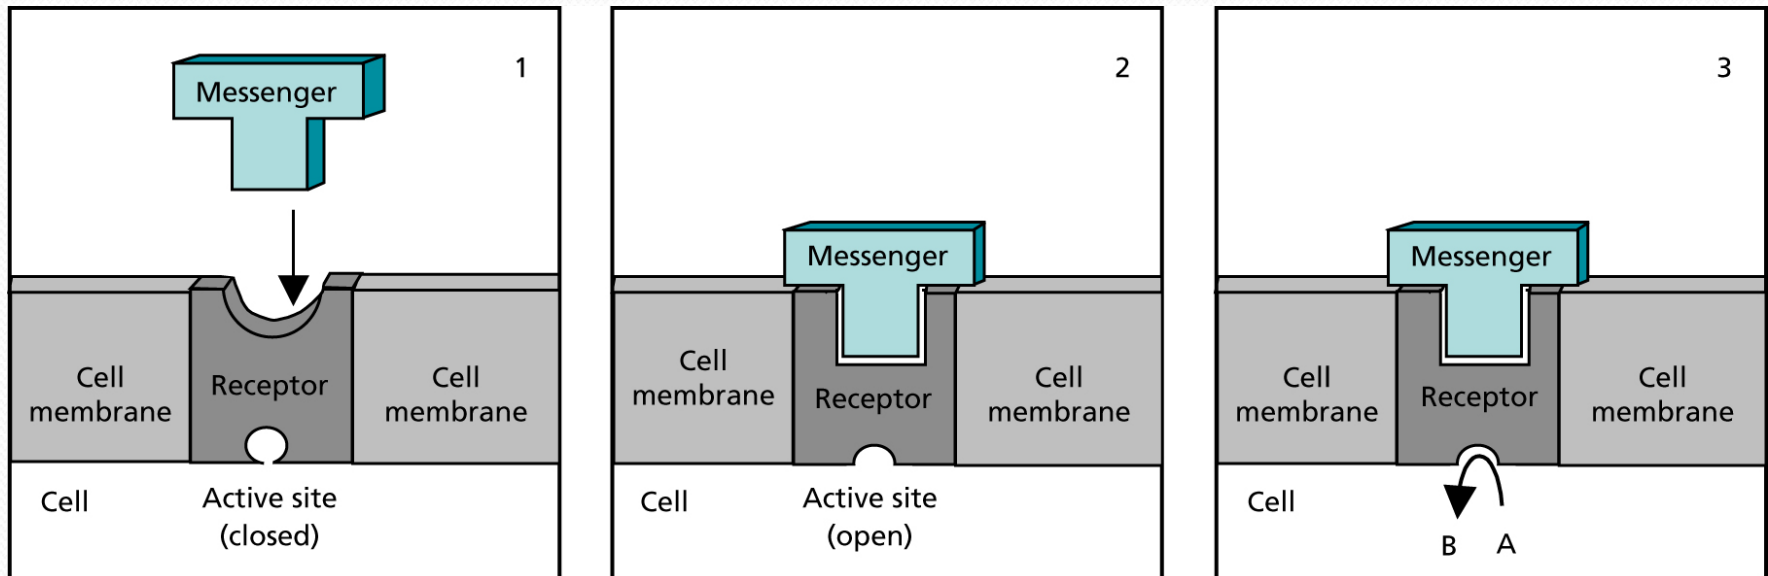 1
Messenger
Cell
membrane
Receptor
Cell
membrane
Cell
Active site
(closed)
2
Messenger
Cell
membrane
Receptor
Cell
membrane
Cell
Active site
(open)
3
Messenger
Cell
membrane
Receptor
Cell
membrane
Cell
B
A